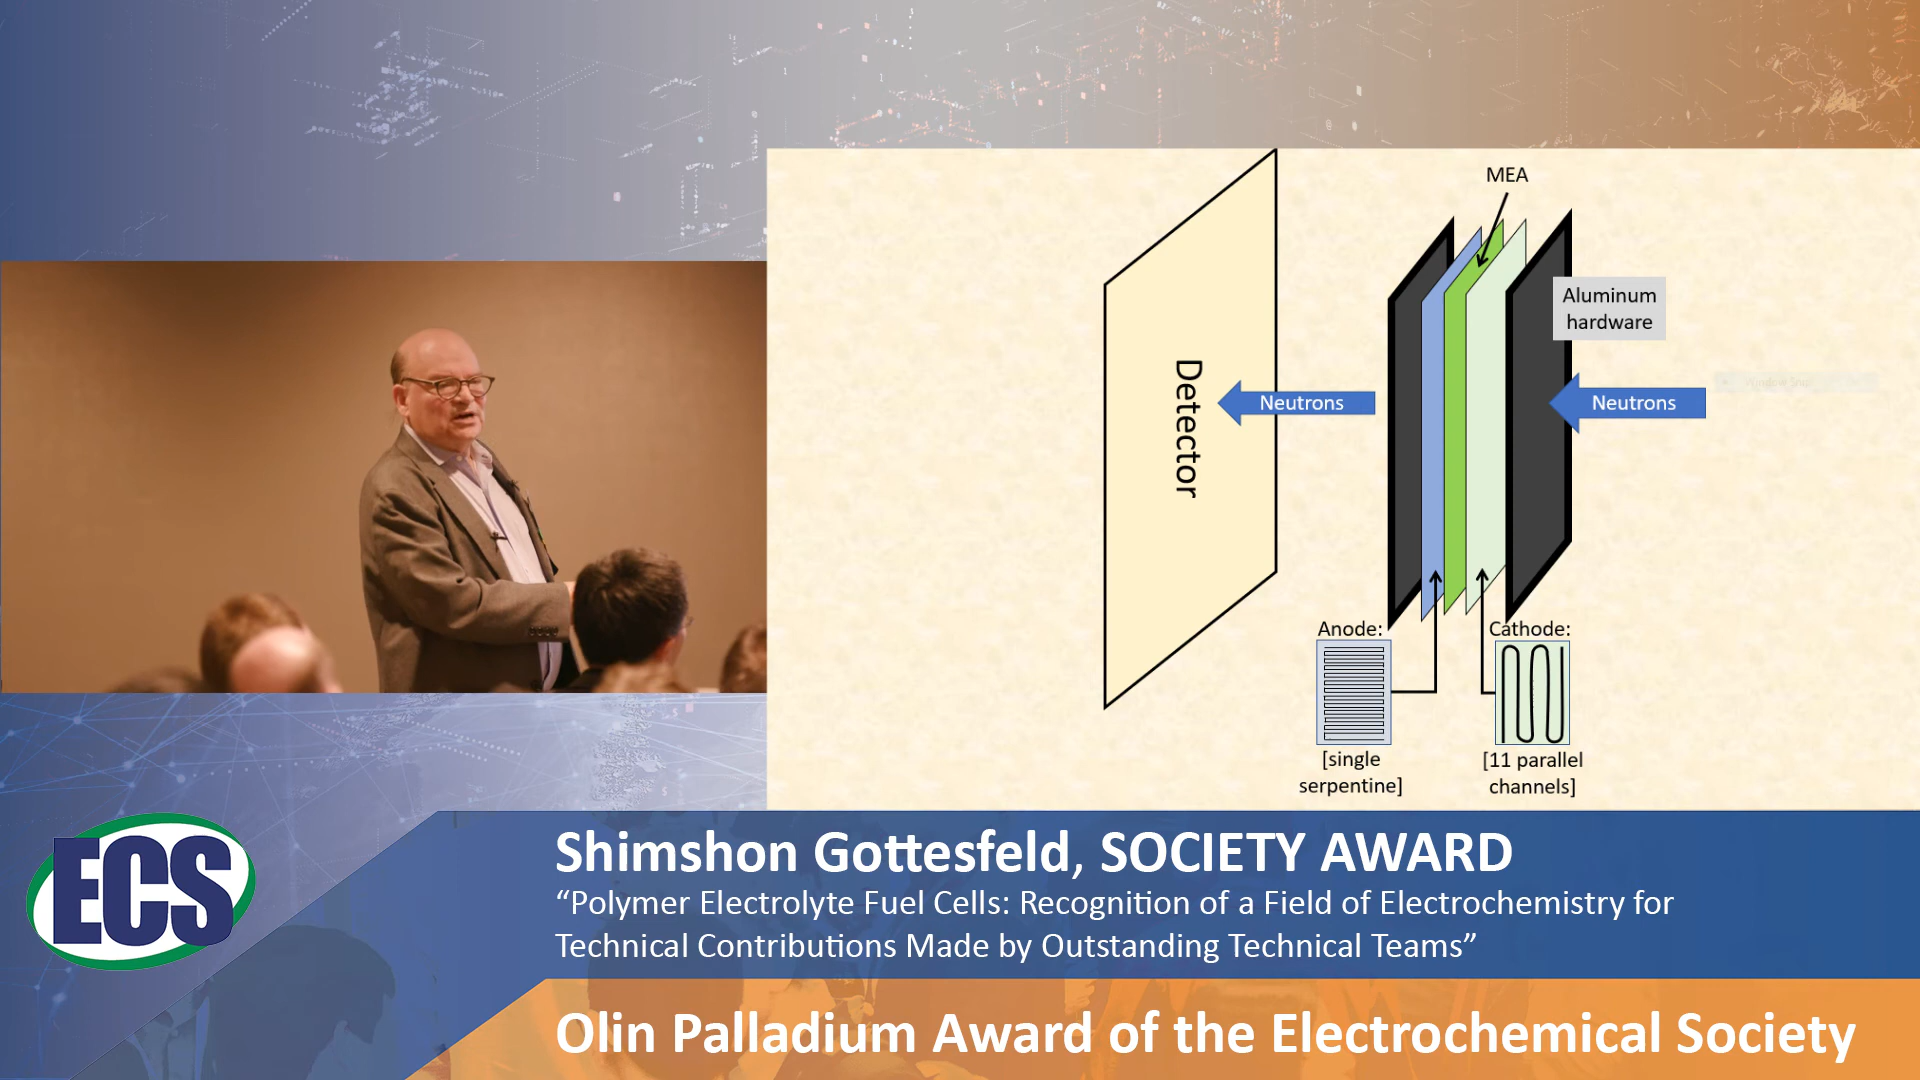 MEA
Aluminum
hardware
Detector
Neutrons
Neutrons
Anode:
Cathode:
[single
serpentine]
[11 parallel
channels]
ECS
Shimshon Gottesfeld, SOCIETY AWARD
“Polymer Electrolyte Fuel Cells: Recognition of a Field of Electrochemistry for
Technical Contributions Made by Outstanding Technical Teams”
Olin Palladium Award of the Electrochemical Society